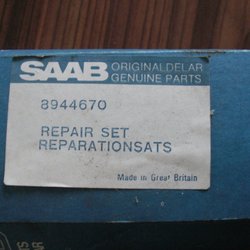 SAAB
ORIGINALDELAR
GENUINE PARTS
8944670
REPAIR SET
REPARATIONSATS
Made in Great Britain